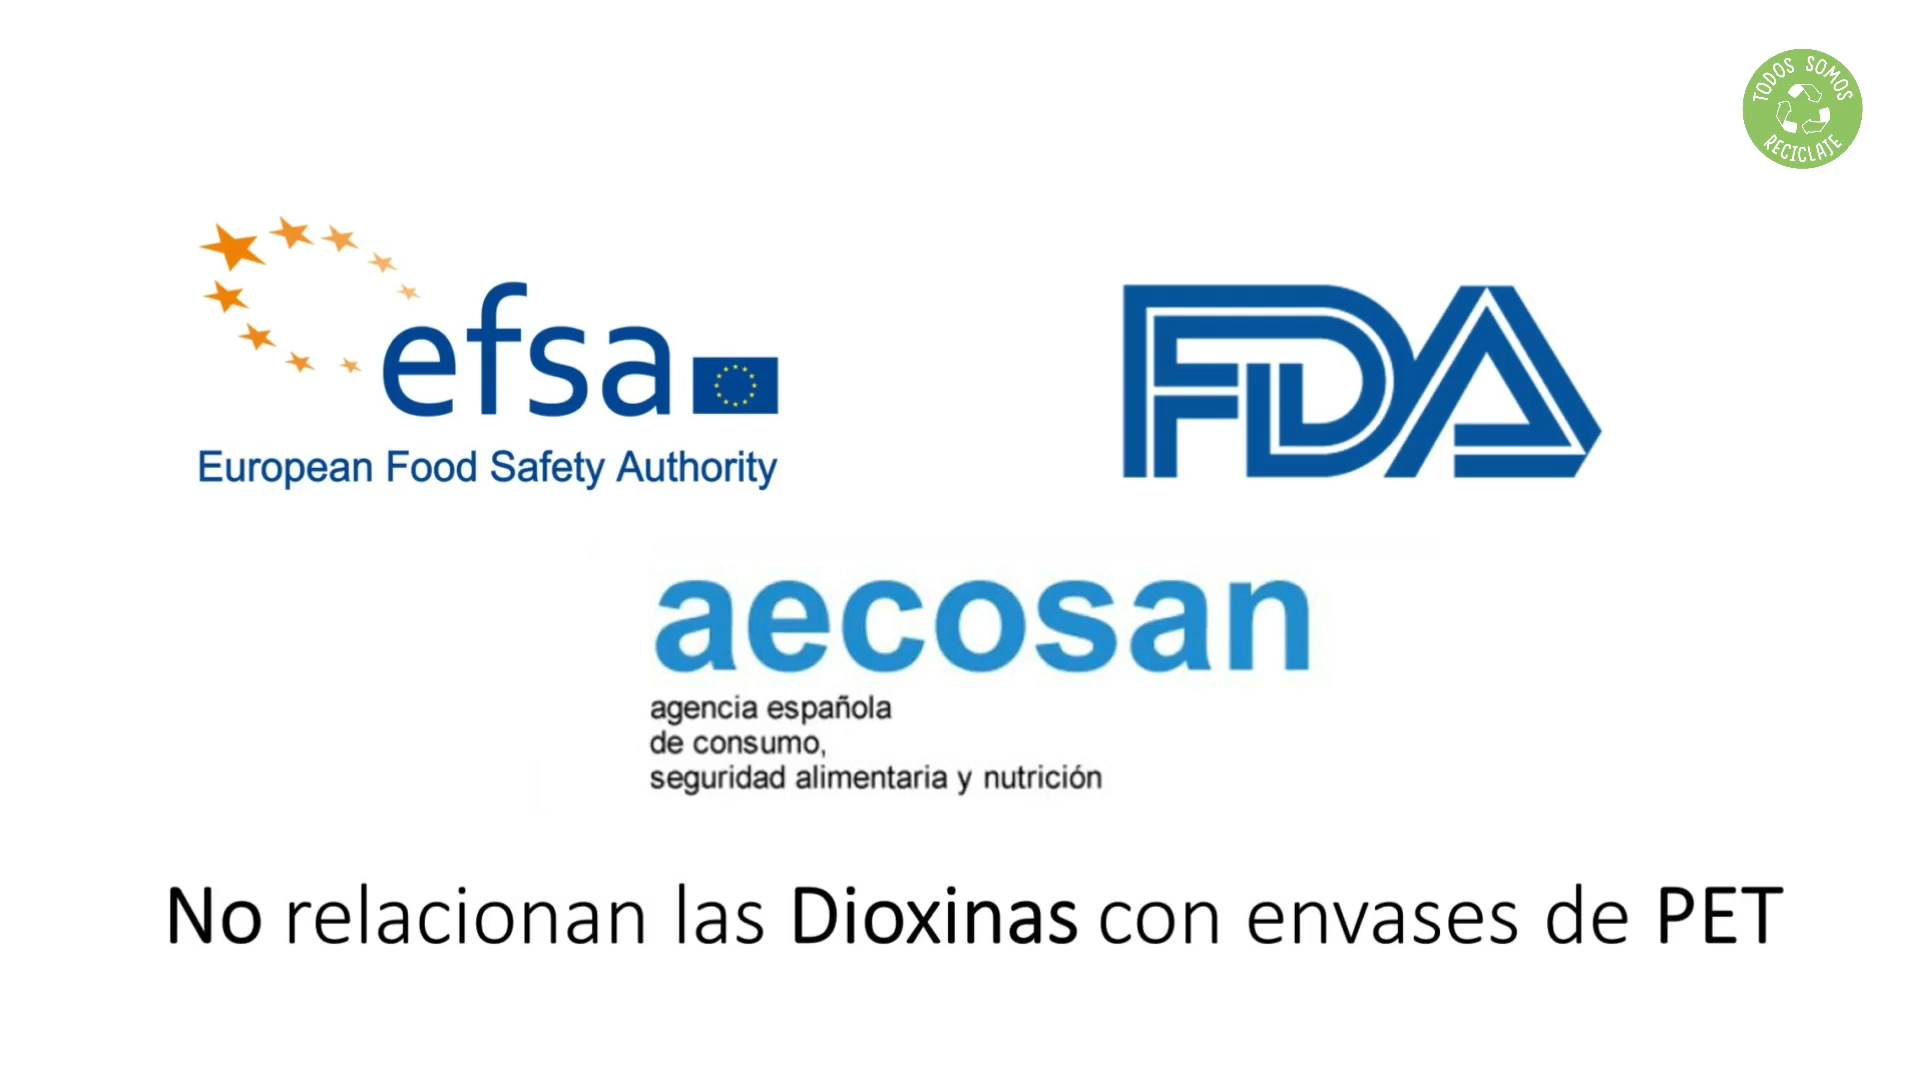 TODOS SOMOS
RECICLAJE
efsa
European Food Safety Authority
FDA
aecosan
agencia española
de consumo,
seguridad alimentaria y nutrición
No relacionan las Dioxinas con envases de PET